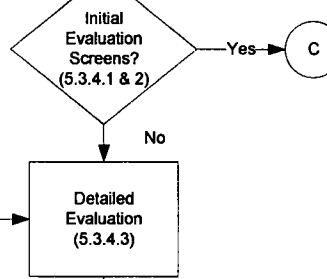 Initial
Evaluation
Screens?
(5.3.4.1 & 2)
Yes
C
No
Detailed
Evaluation
(5.3.4.3)